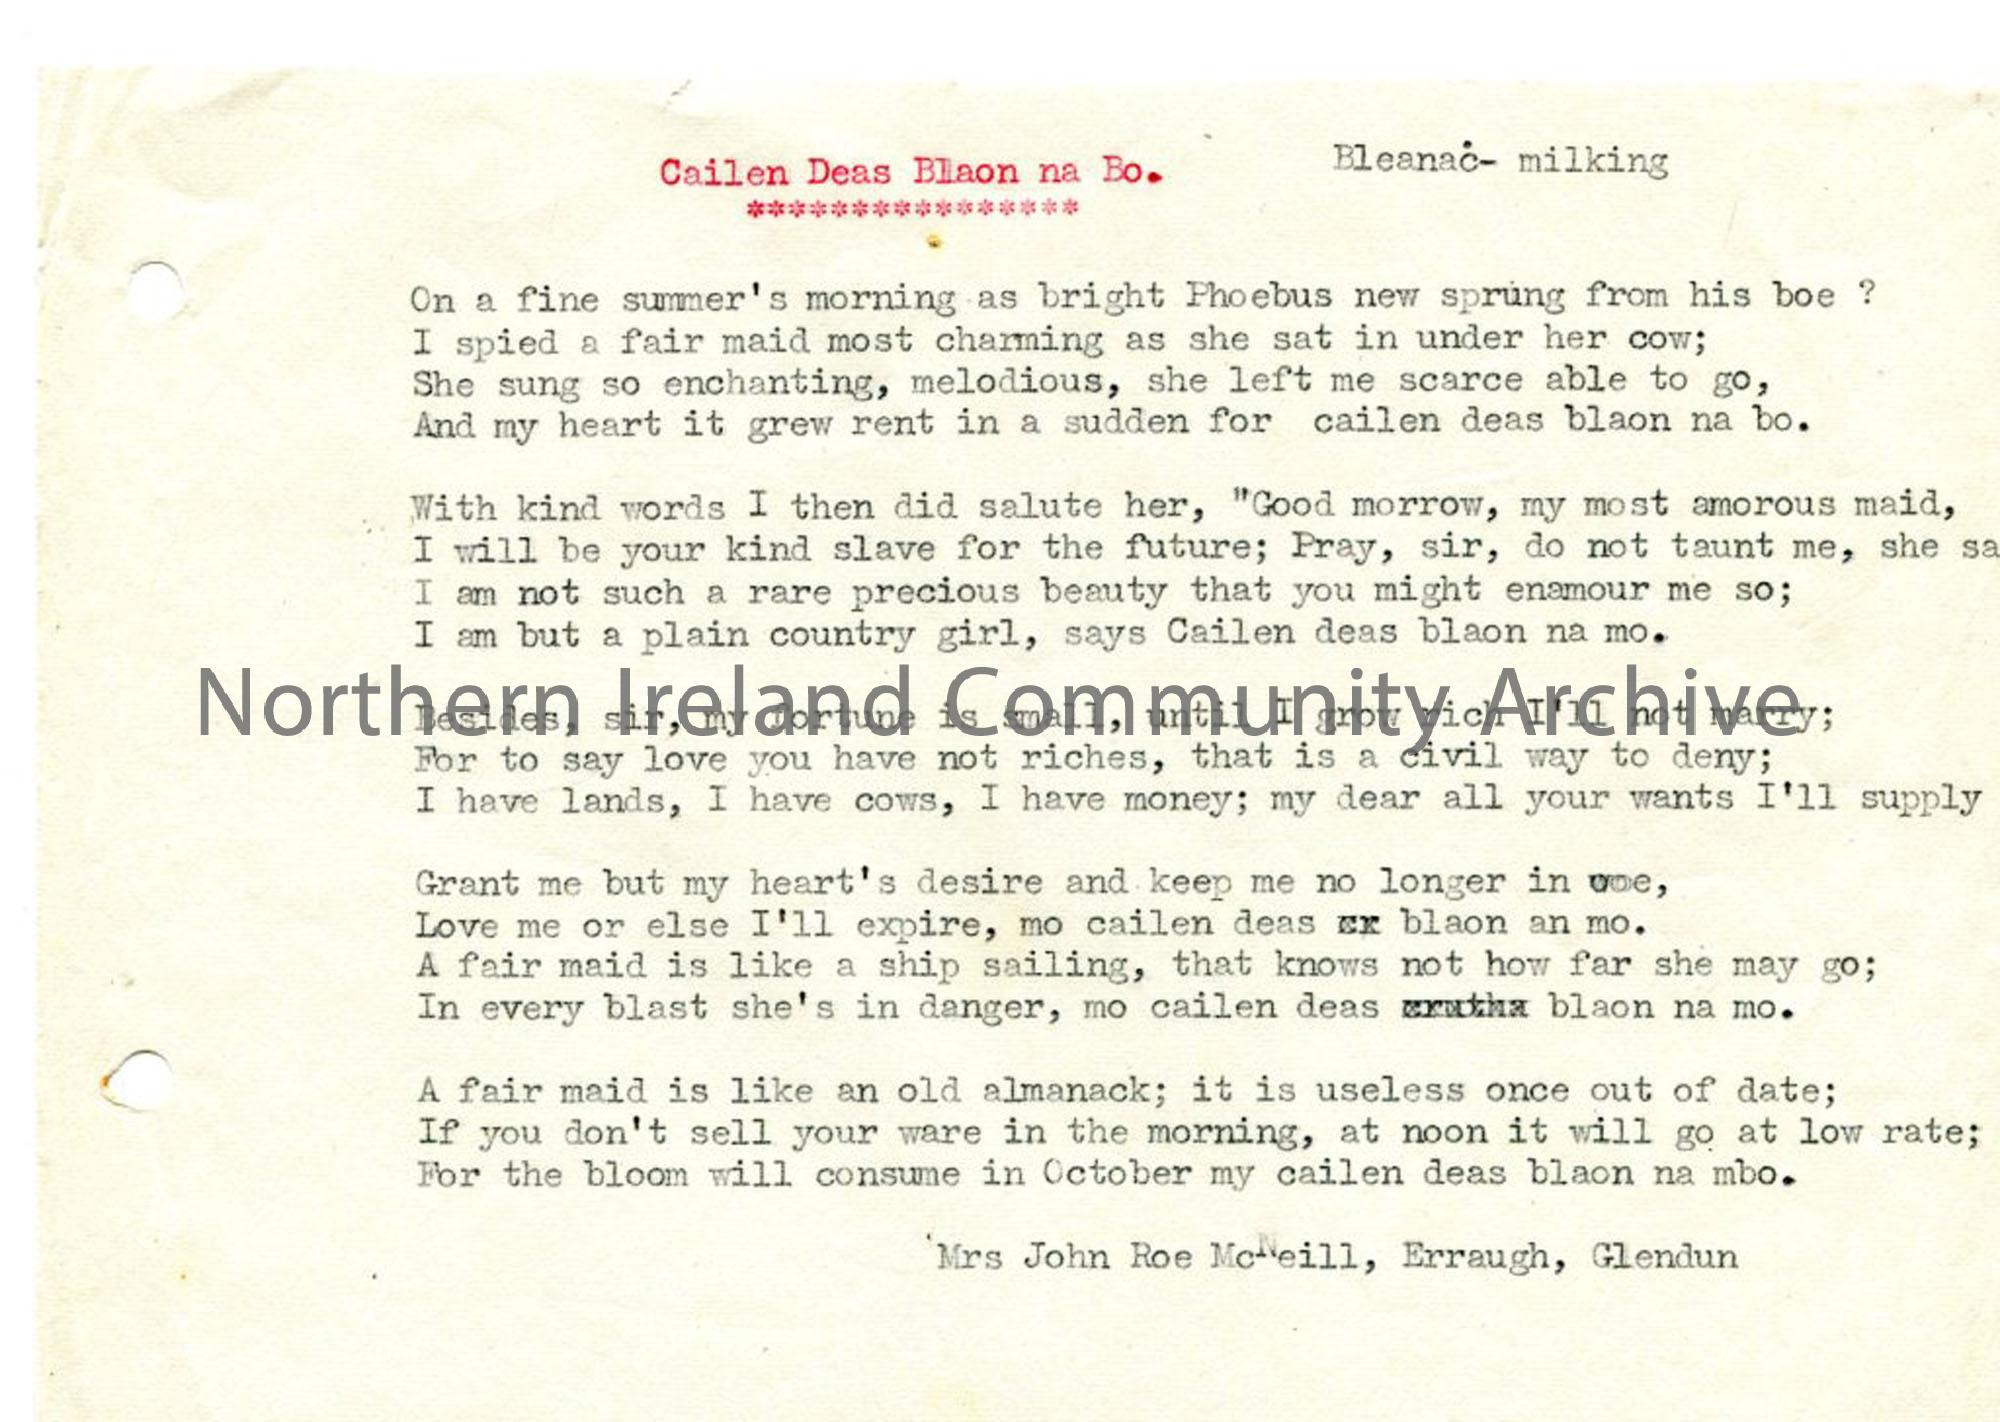 Cailen Deas Blaon na Bo.
Bleanaċ- milking
****************
On a fine summer's morning as bright Phoebus new sprung from his boe ?
I spied a fair maid most charming as she sat in under her cow;
She sung so enchanting, melodious, she left me scarce able to go,
And my heart it grew rent in a sudden for cailen deas blaon na bo.
With kind words I then did salute her, "Good morrow, my most amorous maid,
I will be your kind slave for the future; Pray, sir, do not taunt me, she sa
I am not such a rare precious beauty that you might enamour me so;
I am but a plain country girl, says Cailen deas blaon na mo.
Northern Ireland Community Archive
Besides, sir, my fortune is small, until I grow rich I'll not marry;
For to say love you have not riches, that is a civil way to deny;
I have lands, I have cows, I have money; my dear all your wants I'll supply
Grant me but my heart's desire and keep me no longer in woe,
Love me or else I'll expire, mo cailen deas blaon an mo.
A fair maid is like a ship sailing, that knows not how far she may go;
In every blast she's in danger, mo cailen deas blaon na mo.
A fair maid is like an old almanack; it is useless once out of date;
If you don't sell your ware in the morning, at noon it will go at low rate;
For the bloom will consume in October my cailen deas blaon na mbo.
Mrs John Roe McNeill, Erraugh, Glendun